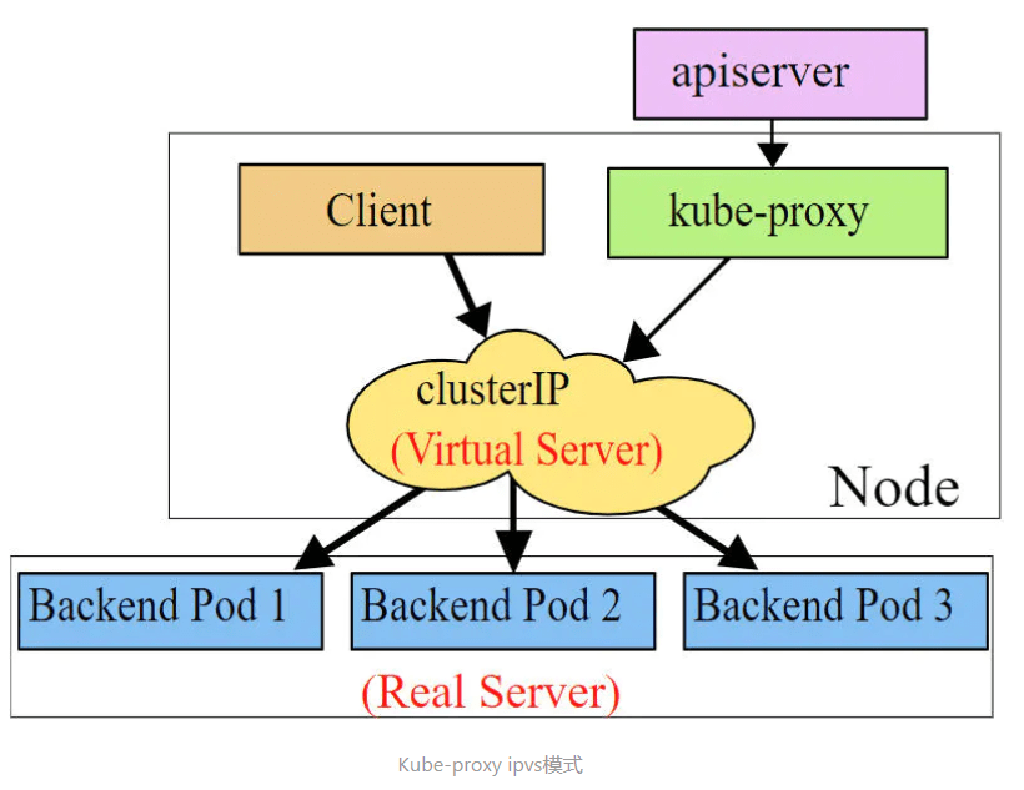 apiserver
Client
kube-proxy
clusterIP
(Virtual Server)
Node
Backend Pod 1
Backend Pod 2
Backend Pod 3
(Real Server)
Kube-proxy ipvs模式